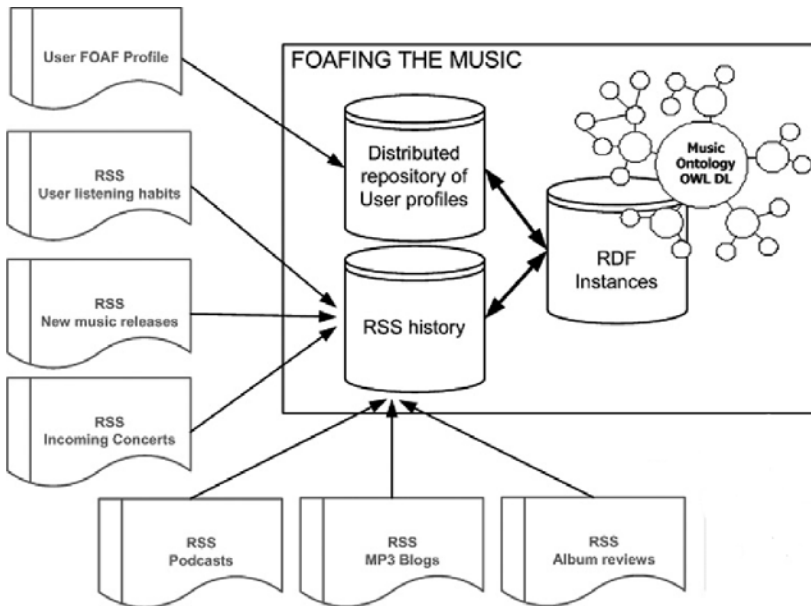 User FOAF Profile
FOAFING THE MUSIC
Distributed
repository of
User profiles
Music
Ontology
OWL DL
RSS
User listening habits
RDF
Instances
RSS
New music releases
RSS history
RSS
Incoming Concerts
RSS
Podcasts
RSS
MP3 Blogs
RSS
Album reviews